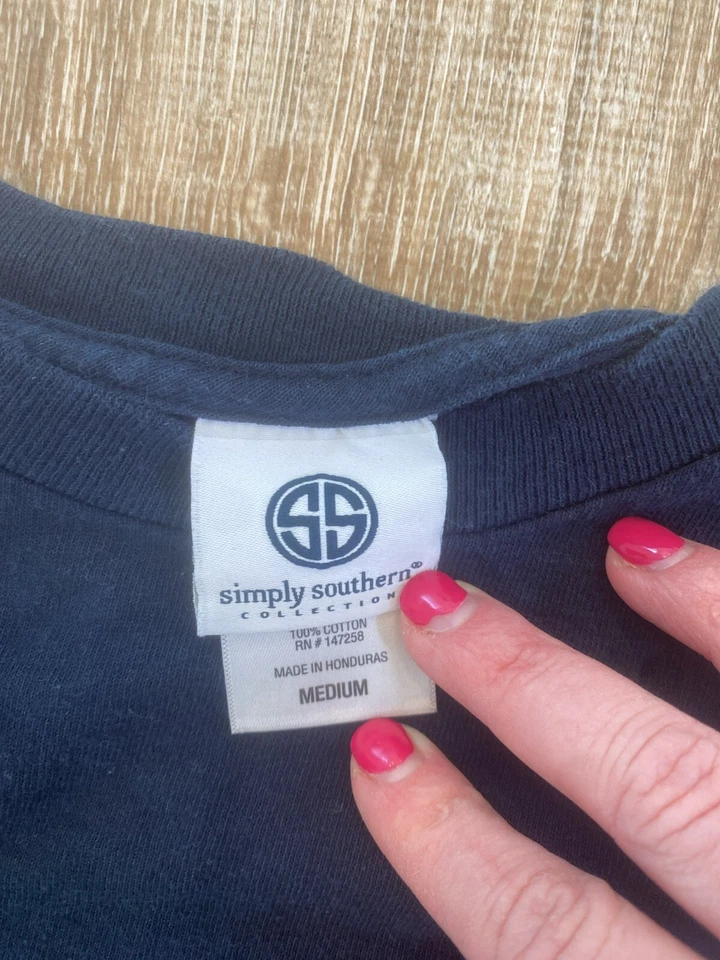 SS
simply southern®
COLLECTION
100% COTTON
RN # 147258
MADE IN HONDURAS
MEDIUM